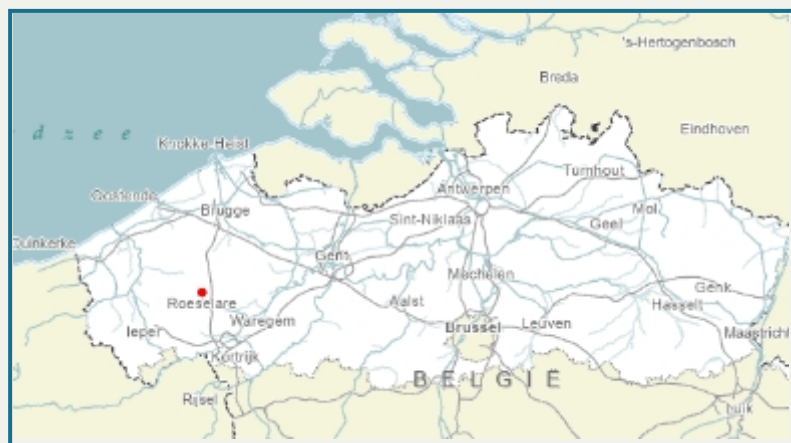 's-Hertogenbosch
Breda
Eindhoven
d z e e
Knokke-Heist
Turnhout
Antwerpen
Oostende
Brugge
Sint-Niklaas
Mol
Geel
Duinkerke
Gent
Mechelen
Genk
Roeselare
Aalst
Hasselt
Ieper
Waregem
Brussel
Leuven
Maastricht
Kortrijk
BELGIË
Rijsel
Luik